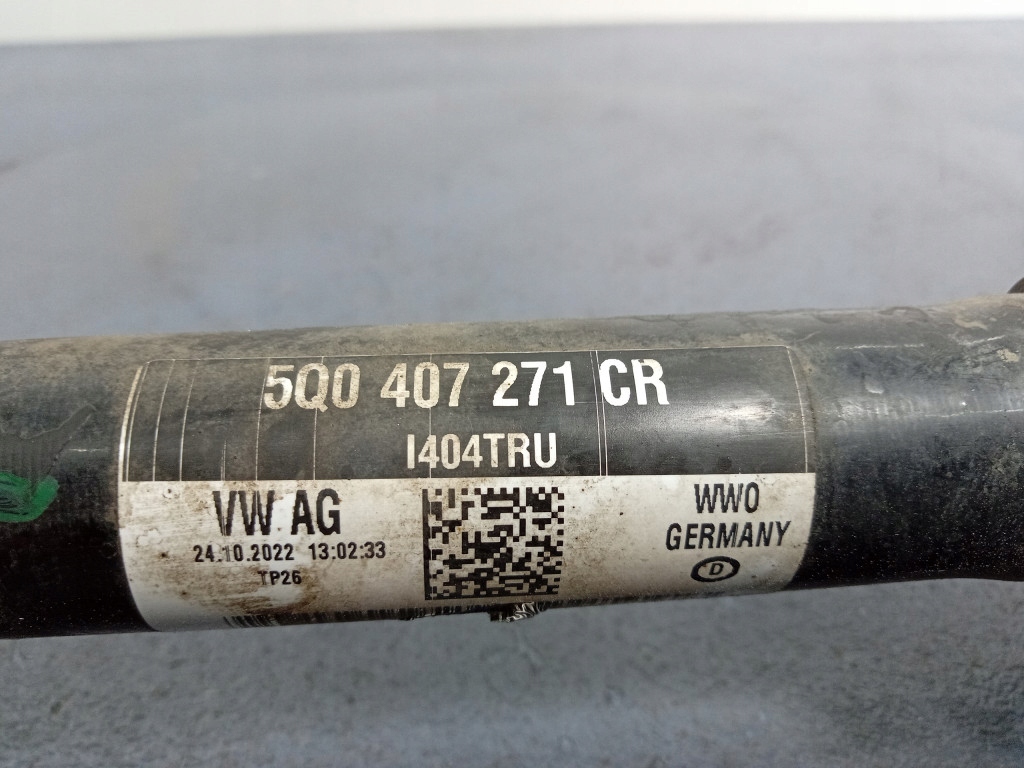 5Q0 407 271 CR
I404TRU
VW AG
24.10.2022 13:02:33
TP26
WWO
GERMANY
D